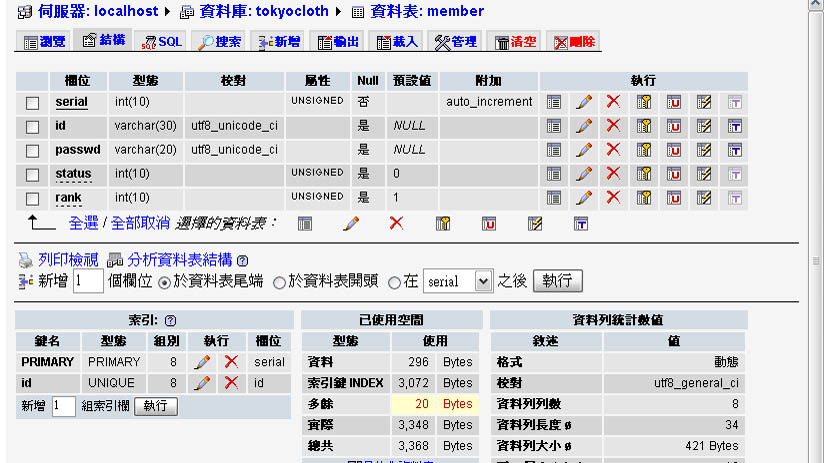 伺服器: localhost ▸ 資料庫: tokyocloth ▸ 資料表: member
瀏覽 結構 SQL 搜索 新增 輸出 載入 管理 清空 刪除
欄位 型態 校對 屬性 Null 預設值 附加 執行
serial int(10) UNSIGNED 否 auto_increment
id varchar(30) utf8_unicode_ci 是 NULL
passwd varchar(20) utf8_unicode_ci 是 NULL
status int(10) UNSIGNED 是 0
rank int(10) UNSIGNED 是 1
全選 / 全部取消 選擇的資料表：
列印檢視 分析資料表結構
新增 1 個欄位 於資料表尾端 於資料表開頭 在 serial 之後 執行
索引:
鍵名 型態 組別 執行 欄位
PRIMARY PRIMARY 8 serial
id UNIQUE 8 id
新增 1 組索引欄 執行
已使用空間
型態 使用
資料 296 Bytes
索引鍵 INDEX 3,072 Bytes
多餘 20 Bytes
實際 3,348 Bytes
總共 3,368 Bytes
資料列統計數值
敘述 值
格式 動態
校對 utf8_general_ci
資料列列數 8
資料列長度 ø 34
資料列大小 ø 421 Bytes